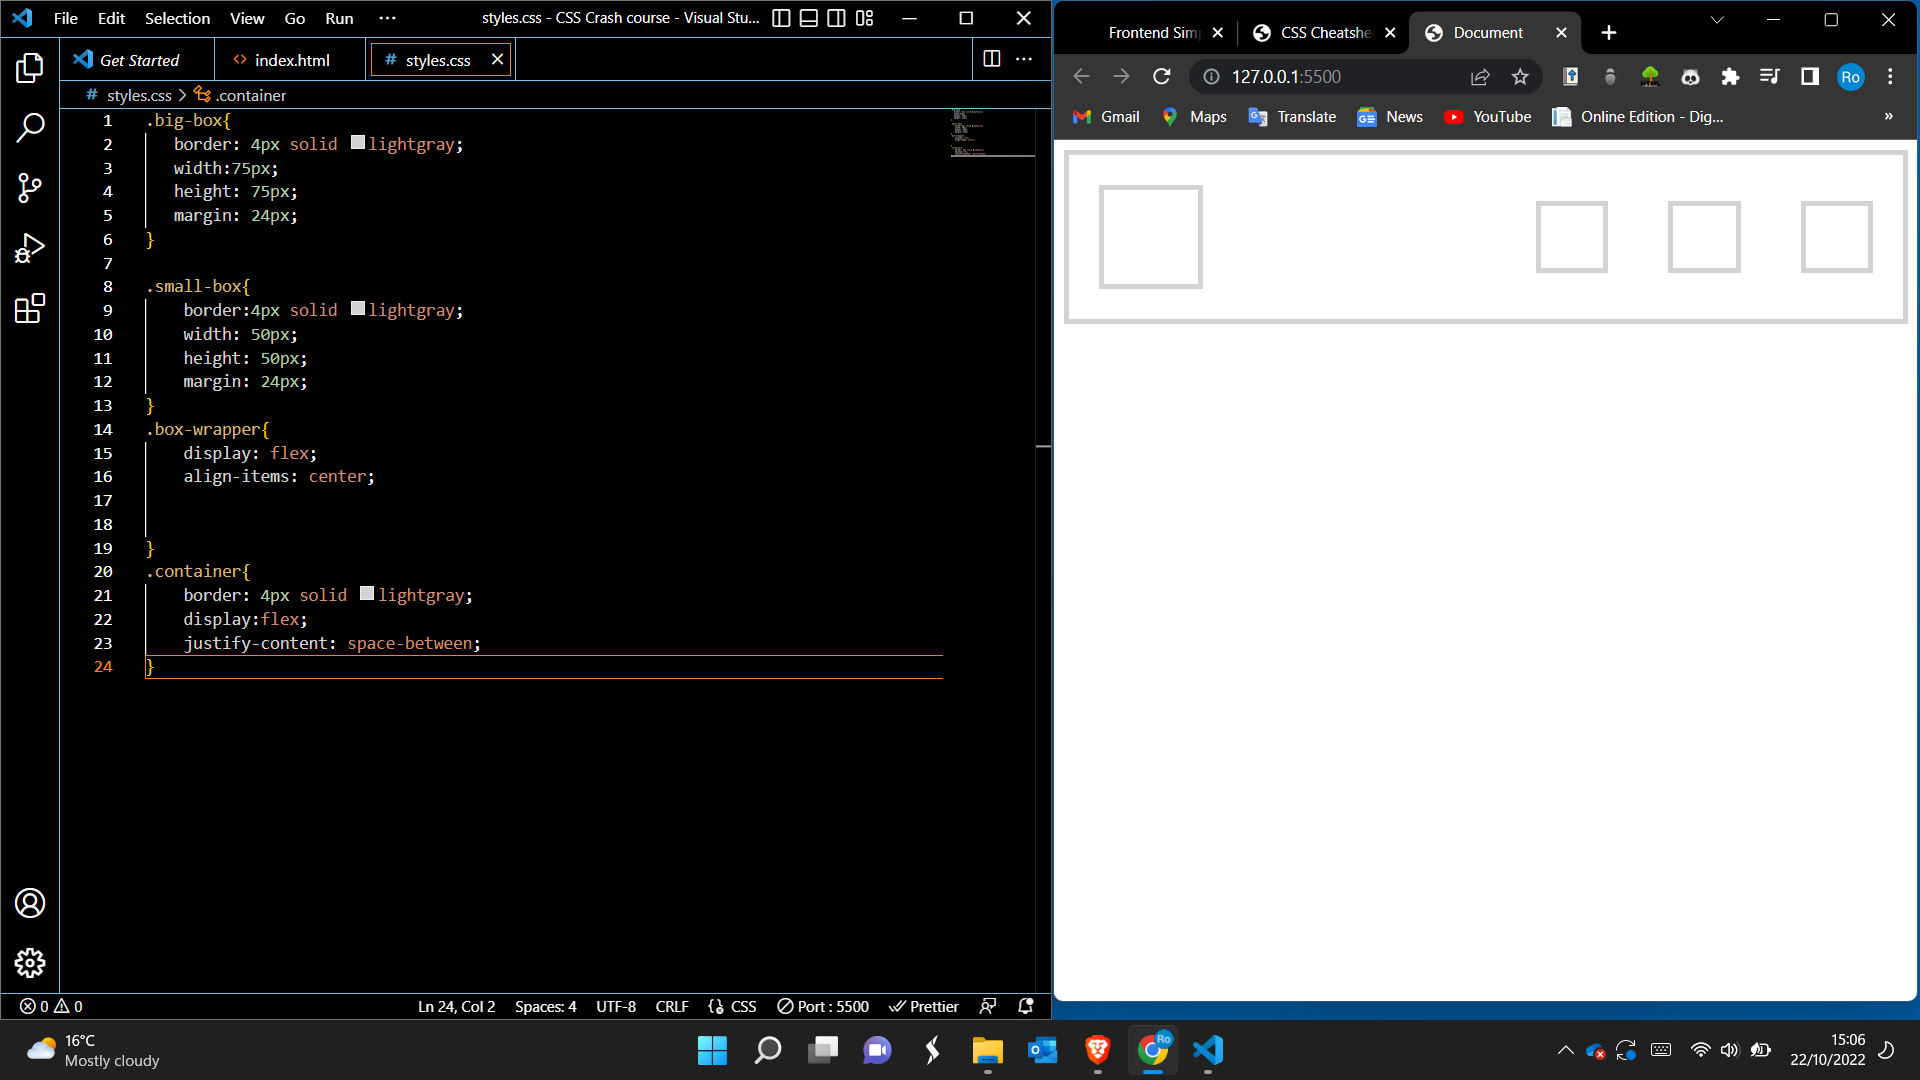 File Edit Selection View Go Run ··· styles.css - CSS Crash course - Visual Stu...
Get Started index.html # styles.css
# styles.css > .container
1 .big-box{
2 border: 4px solid lightgray;
3 width:75px;
4 height: 75px;
5 margin: 24px;
6 }
7
8 .small-box{
9 border:4px solid lightgray;
10 width: 50px;
11 height: 50px;
12 margin: 24px;
13 }
14 .box-wrapper{
15 display: flex;
16 align-items: center;
17
18
19 }
20 .container{
21 border: 4px solid lightgray;
22 display:flex;
23 justify-content: space-between;
24 }
0 0 Ln 24, Col 2 Spaces: 4 UTF-8 CRLF CSS Port : 5500 Prettier
Frontend Sim CSS Cheatshe Document
127.0.0.1:5500 Ro
Gmail Maps Translate News YouTube Online Edition - Dig... »
16°C
Mostly cloudy
Ro
15:06
22/10/2022